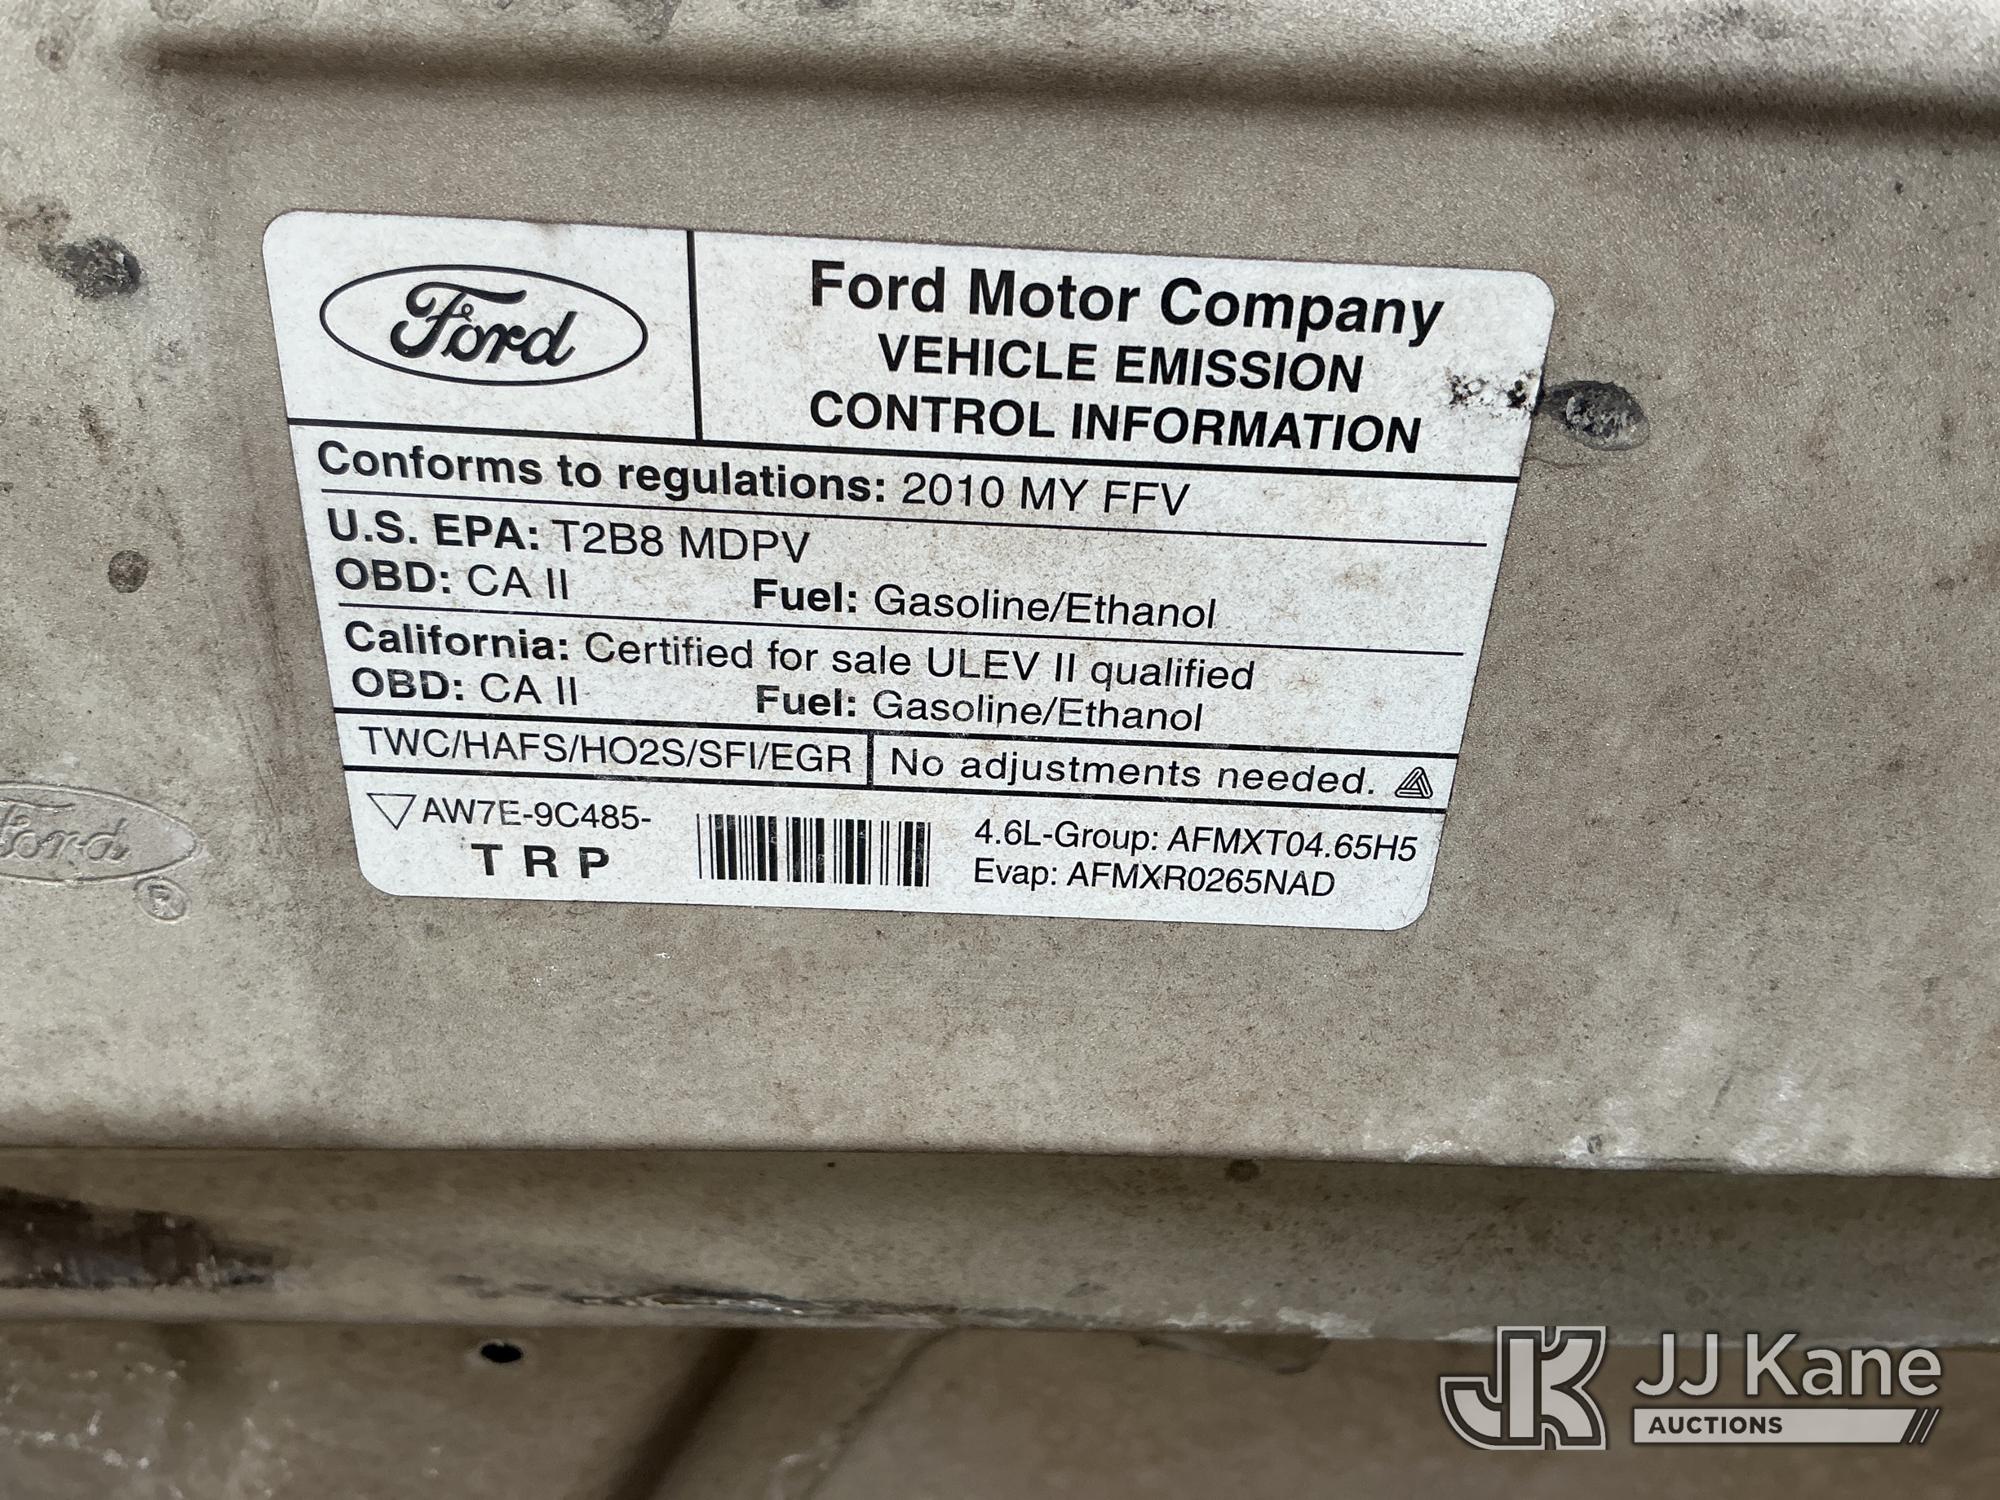 Ford
Ford Motor Company
VEHICLE EMISSION
CONTROL INFORMATION
Conforms to regulations: 2010 MY FFV
U.S. EPA: T2B8 MDPV
OBD: CA II Fuel: Gasoline/Ethanol
California: Certified for sale ULEV II qualified
OBD: CA II Fuel: Gasoline/Ethanol
TWC/HAFS/HO2S/SFI/EGR No adjustments needed.
AW7E-9C485-
T R P
4.6L-Group: AFMXT04.65H5
Evap: AFMXR0265NAD
Ford
®
JK JJ Kane
AUCTIONS